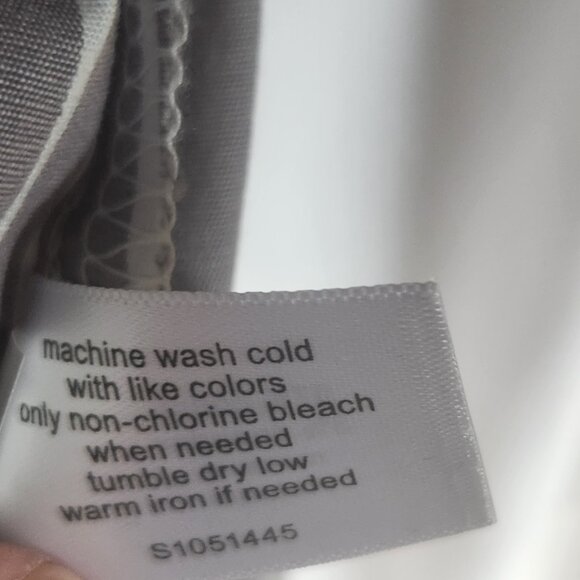 machine wash cold
with like colors
only non-chlorine bleach
when needed
tumble dry low
warm iron if needed
S1051445